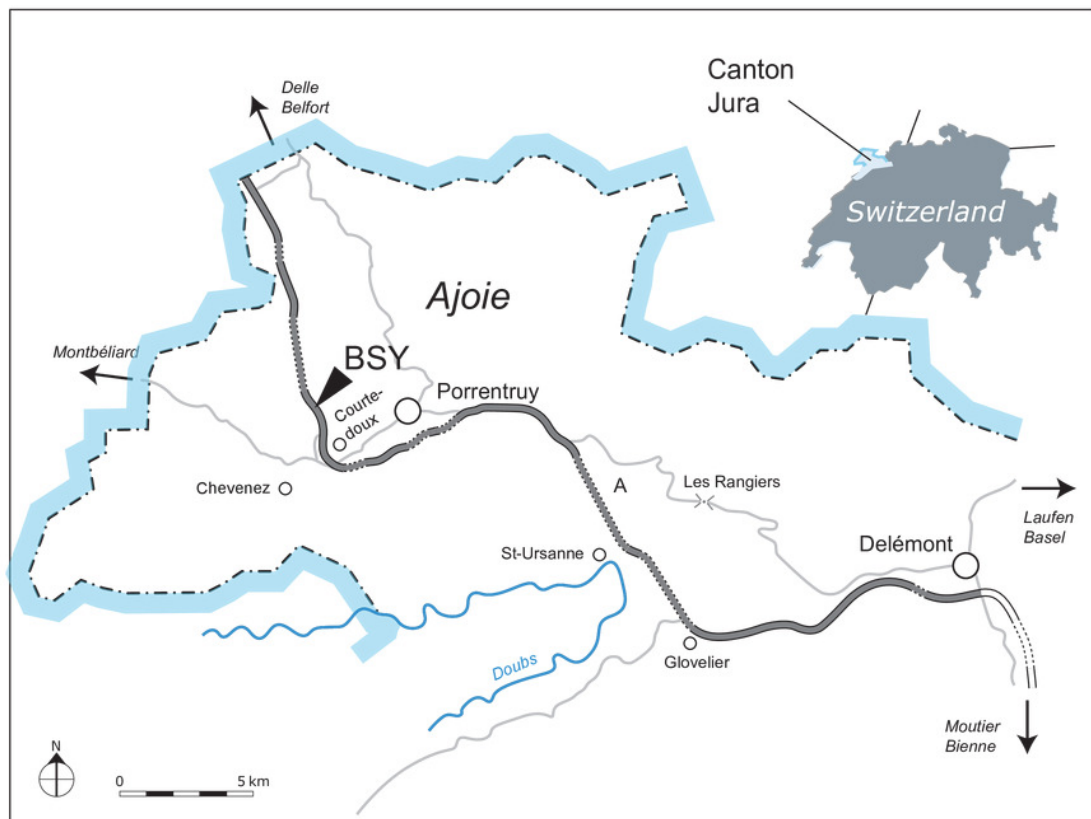 Delle
Belfort
Canton
Jura
Switzerland
Ajoie
Montbéliard
BSY
Courte-
doux
Porrentruy
Chevenez
A
Les Rangiers
Laufen
Basel
St-Ursanne
Delémont
Doubs
Glovelier
Moutier
Bienne
N
0 5 km